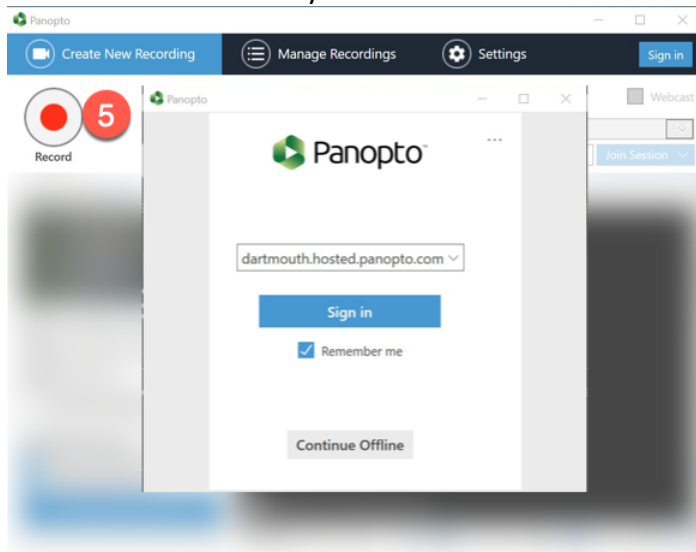 Panopto
Create New Recording
Manage Recordings
Settings
Sign in
5
Record
Webcast
Join Session
Panopto
Panopto
dartmouth.hosted.panopto.com
Sign in
Remember me
Continue Offline